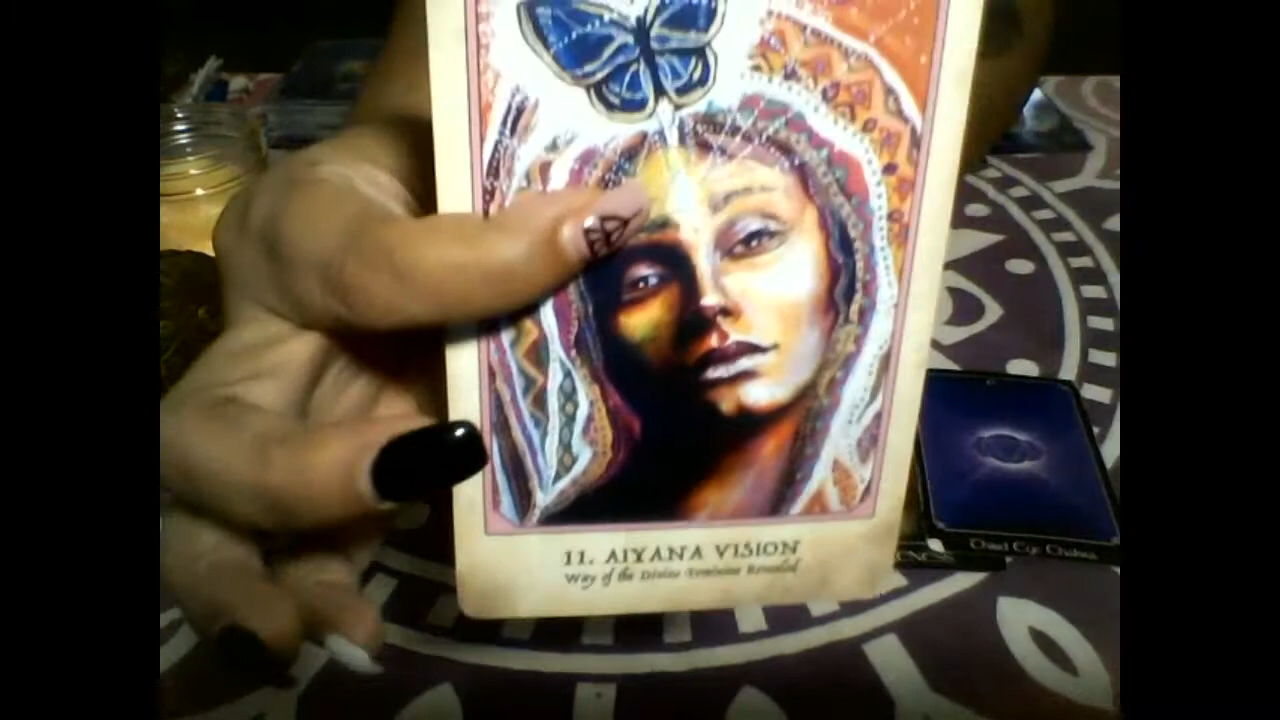 11. AIYANA VISION
Way of the Divine Feminine Revealed
Third Eye Chakra